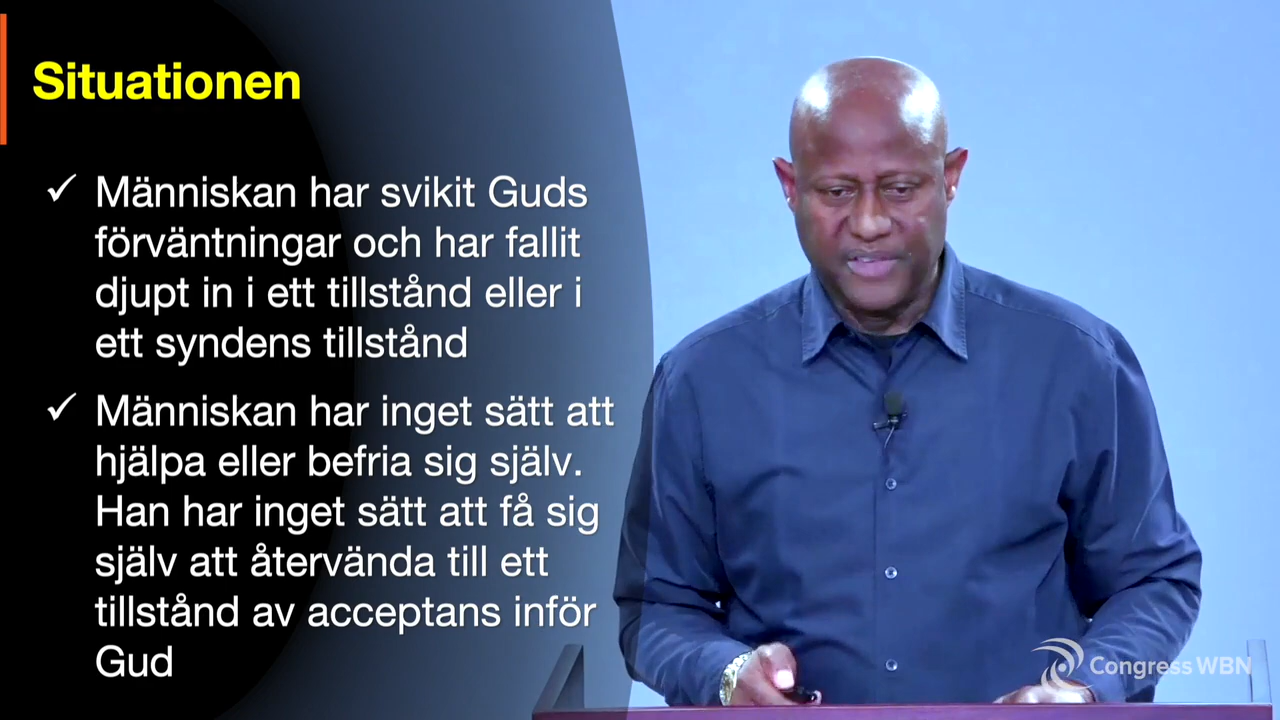 Situationen
✓ Människan har svikit Guds
förväntningar och har fallit
djupt in i ett tillstånd eller i
ett syndens tillstånd
✓ Människan har inget sätt att
hjälpa eller befria sig själv.
Han har inget sätt att få sig
själv att återvända till ett
tillstånd av acceptans inför
Gud
Congress WBN